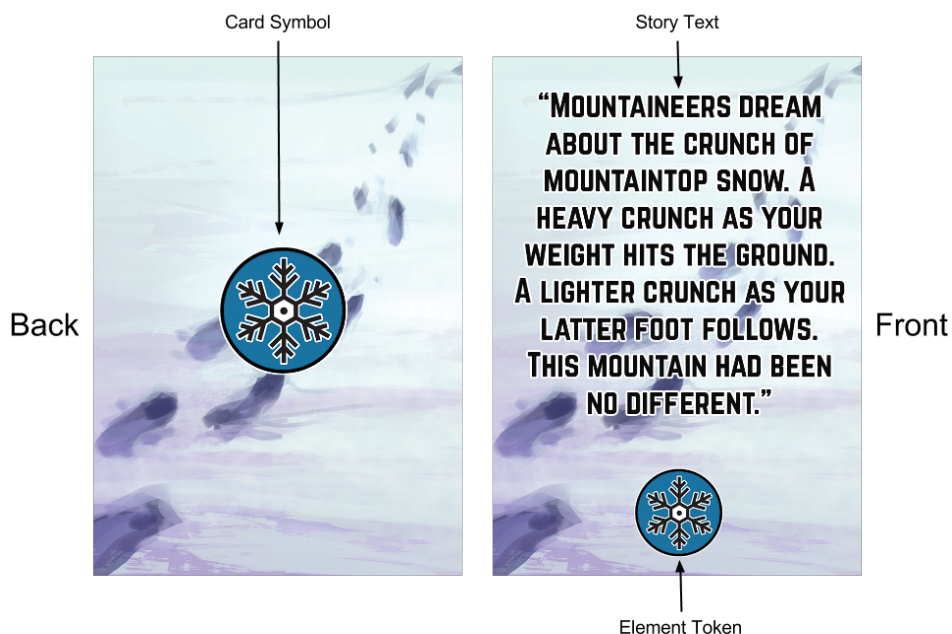 Card Symbol
Story Text
Back
“Mountaineers dream
about the crunch of
mountaintop snow. A
heavy crunch as your
weight hits the ground.
A lighter crunch as your
latter foot follows.
This mountain had been
no different.”
Front
Element Token